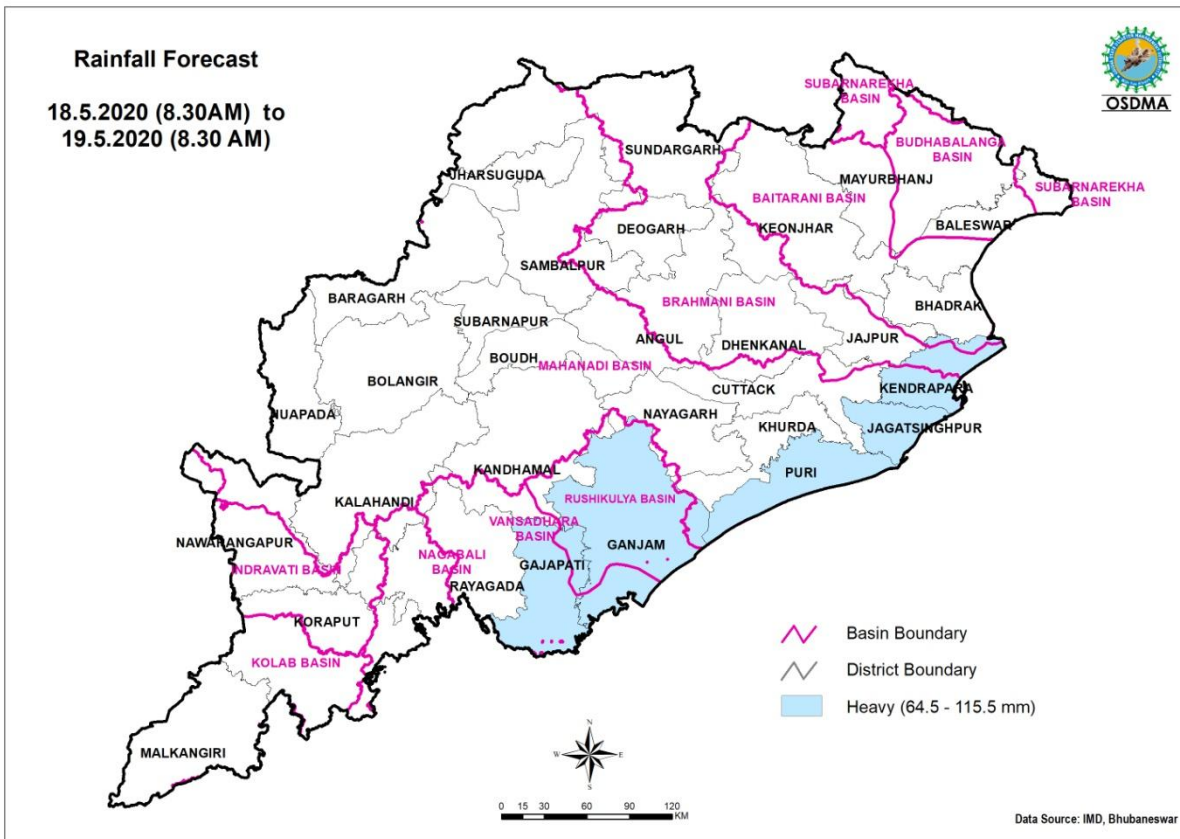 Rainfall Forecast
18.5.2020 (8.30AM) to
19.5.2020 (8.30 AM)
OSDMA
SUBARNAREKHA
BASIN
SUNDARGARH
BUDHABALANGA
BASIN
JHARSUGUDA
MAYURBHANJ
SUBARNAREKHA
BASIN
BAITARANI BASIN
DEOGARH
KEONJHAR
BALESWAR
SAMBALPUR
BARAGARH
BRAHMANI BASIN
BHADRAK
SUBARNAPUR
ANGUL
DHENKANAL
JAJPUR
BOUDH
MAHANADI BASIN
BOLANGIR
CUTTACK
KENDRAPARA
NUAPADA
NAYAGARH
KHURDA
JAGATSINGHPUR
KANDHAMAL
PURI
KALAHANDI
RUSHIKULYA BASIN
VANSADHARA
BASIN
NAWARANGAPUR
GANJAM
NAGABALI
BASIN
GAJAPATI
INDRAVATI BASIN
RAYAGADA
KORAPUT
KOLAB BASIN
MALKANGIRI
Basin Boundary
District Boundary
Heavy (64.5 - 115.5 mm)
N
W
E
S
0 15 30 60 90 120
KM
Data Source: IMD, Bhubaneswar